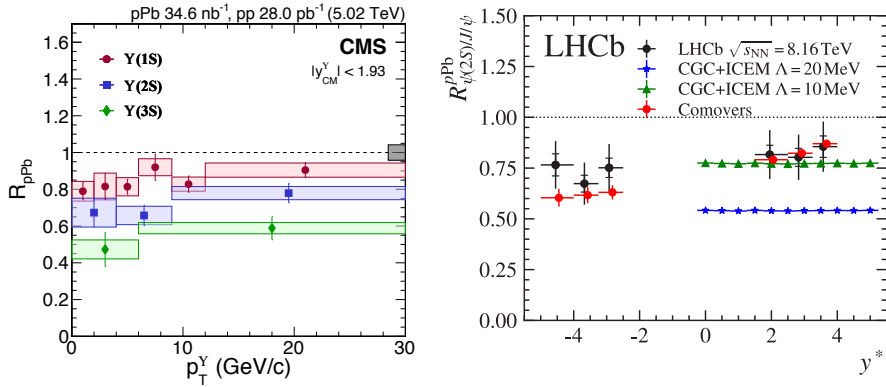 pPb 34.6 nb⁻¹, pp 28.0 pb⁻¹ (5.02 TeV)
CMS
|y^Y_CM| < 1.93
Y(1S)
Y(2S)
Y(3S)
1.6
1.4
1.2
1
0.8
0.6
0.4
0.2
0
R_pPb
0 10 20 30
p_T^Y (GeV/c)
LHCb
LHCb √s_NN = 8.16 TeV
CGC+ICEM Λ = 20 MeV
CGC+ICEM Λ = 10 MeV
Comovers
1.50
1.25
1.00
0.75
0.50
0.25
0.00
R^{pPb}_{ψ(2S)/J/ψ}
-4 -2 0 2 4
y*